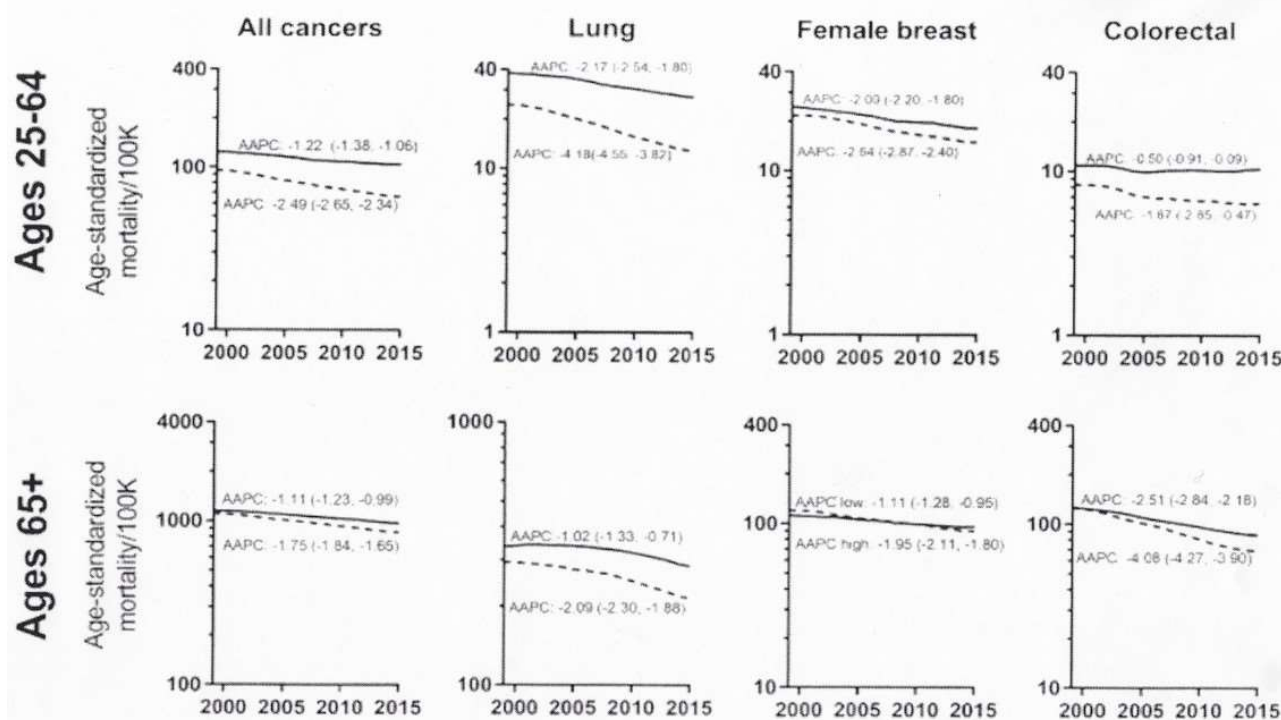 All cancers
Lung
Female breast
Colorectal
Ages 25-64
Age-standardized
mortality/100K
400
100
10
2000 2005 2010 2015
AAPC: -1.22 (-1.38, -1.06)
AAPC: -2.49 (-2.65, -2.34)
40
10
1
2000 2005 2010 2015
AAPC: -2.17 (-2.54, -1.80)
AAPC: -4.18(-4.55, -3.82)
40
10
1
2000 2005 2010 2015
AAPC: -2.00 (-2.20, -1.80)
AAPC: -2.64 (-2.87, -2.40)
40
10
1
2000 2005 2010 2015
AAPC: -0.50 (-0.91, -0.09)
AAPC:
Ages 65+
Age-standardized
mortality/100K
4000
1000
100
2000 2005 2010 2015
AAPC: -1.11 (-1.23, -0.99)
AAPC: -1.75 (-1.84, -1.65)
1000
100
2000 2005 2010 2015
AAPC: -1.02 (-1.33, -0.71)
AAPC: -2.09 (-2.30, -1.88)
400
100
10
2000 2005 2010 2015
AAPC low: -1.11 (-1.28, -0.95)
AAPC high: -1.95 (-2.11, -1.80)
400
100
10
2000 2005 2010 2015
AAPC: -2.51 (-2.84, -2.18)
AAPC: -4.08 (-4.27, -3.90)